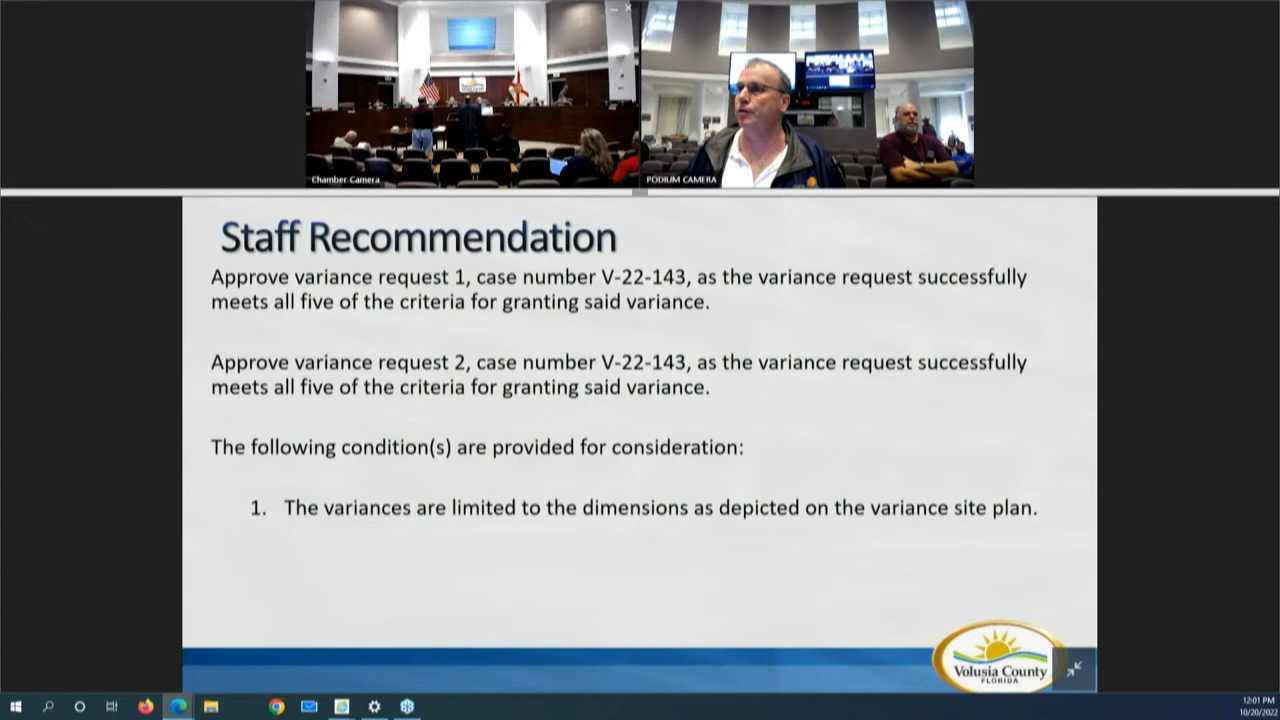 Chamber Camera
PODIUM CAMERA
Staff Recommendation
Approve variance request 1, case number V-22-143, as the variance request successfully
meets all five of the criteria for granting said variance.
Approve variance request 2, case number V-22-143, as the variance request successfully
meets all five of the criteria for granting said variance.
The following condition(s) are provided for consideration:
1. The variances are limited to the dimensions as depicted on the variance site plan.
Volusia County
FLORIDA
12:01 PM
10/20/2022